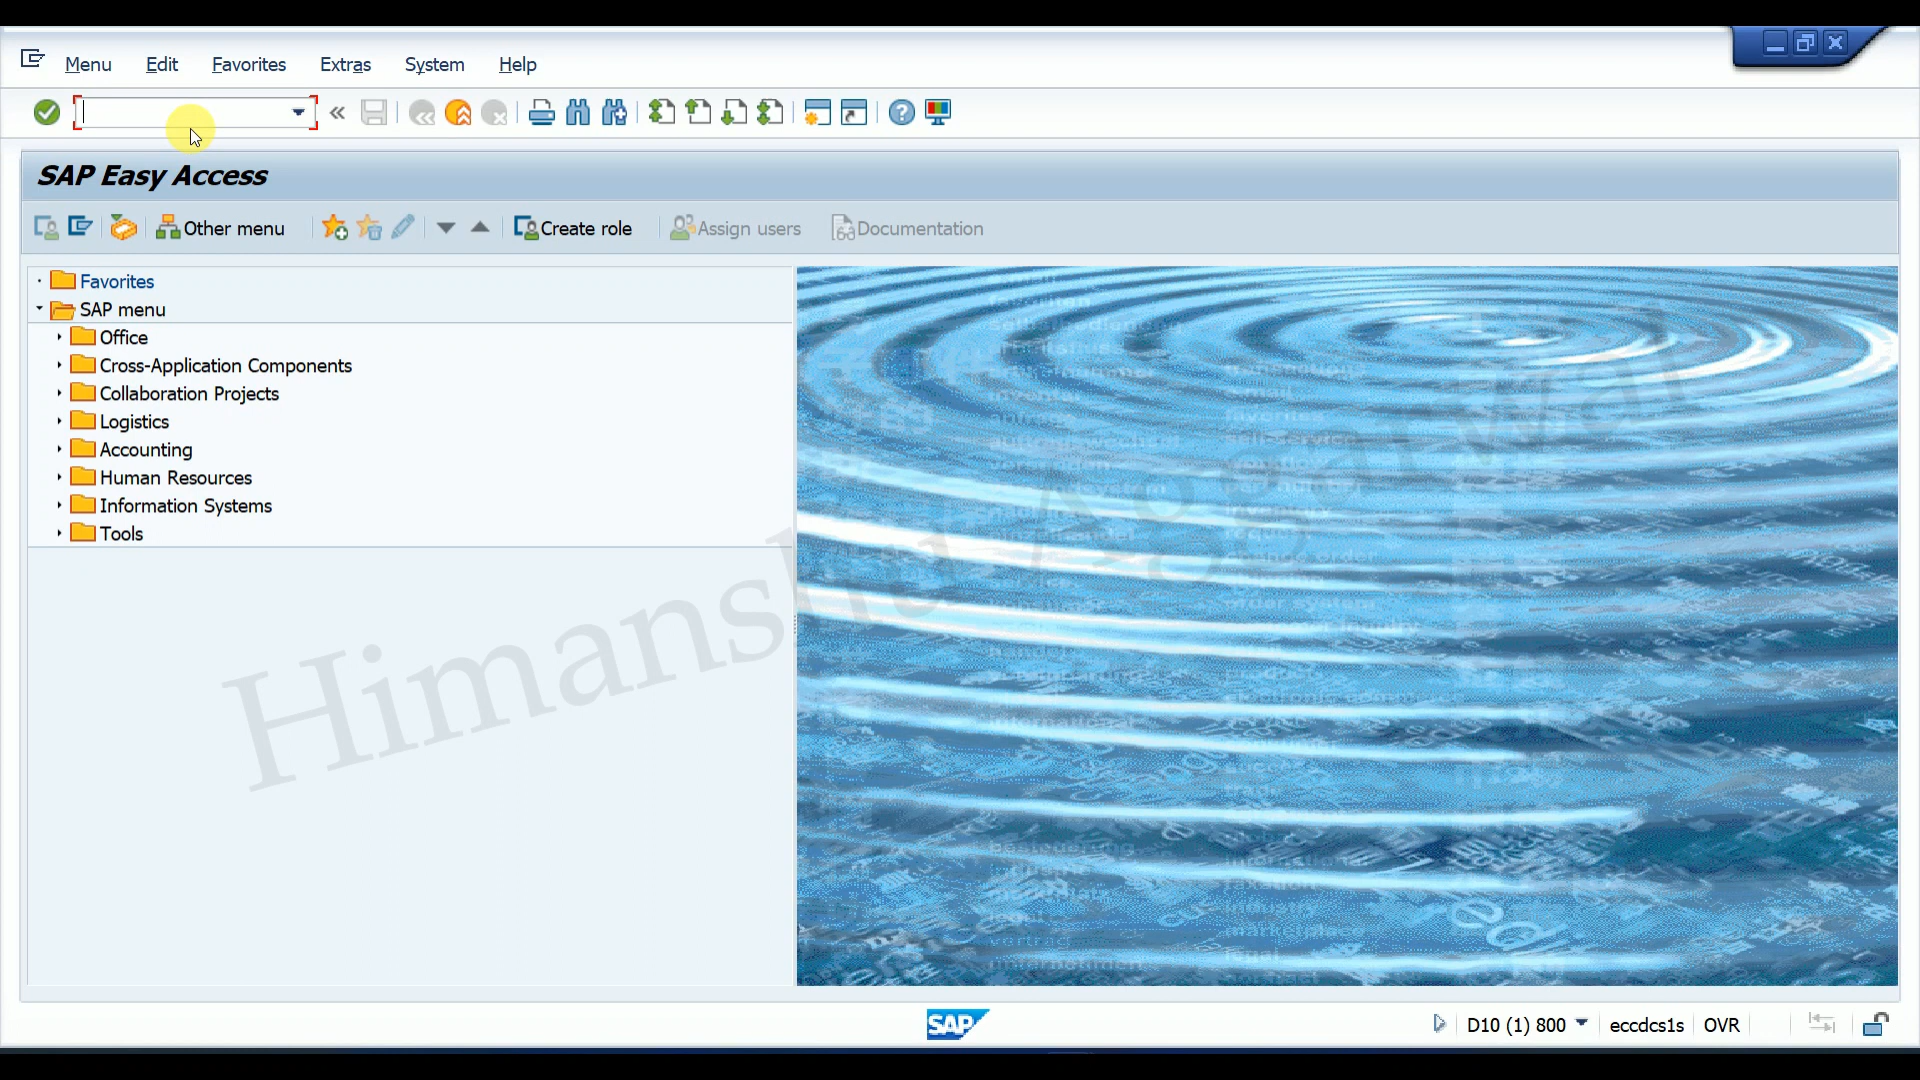 Menu Edit Favorites Extras System Help
SAP Easy Access
Other menu Create role Assign users Documentation
Favorites
SAP menu
Office
Cross-Application Components
Collaboration Projects
Logistics
Accounting
Human Resources
Information Systems
Tools
Himanshu Aggarwal
SAP
D10 (1) 800 eccdcs1s OVR